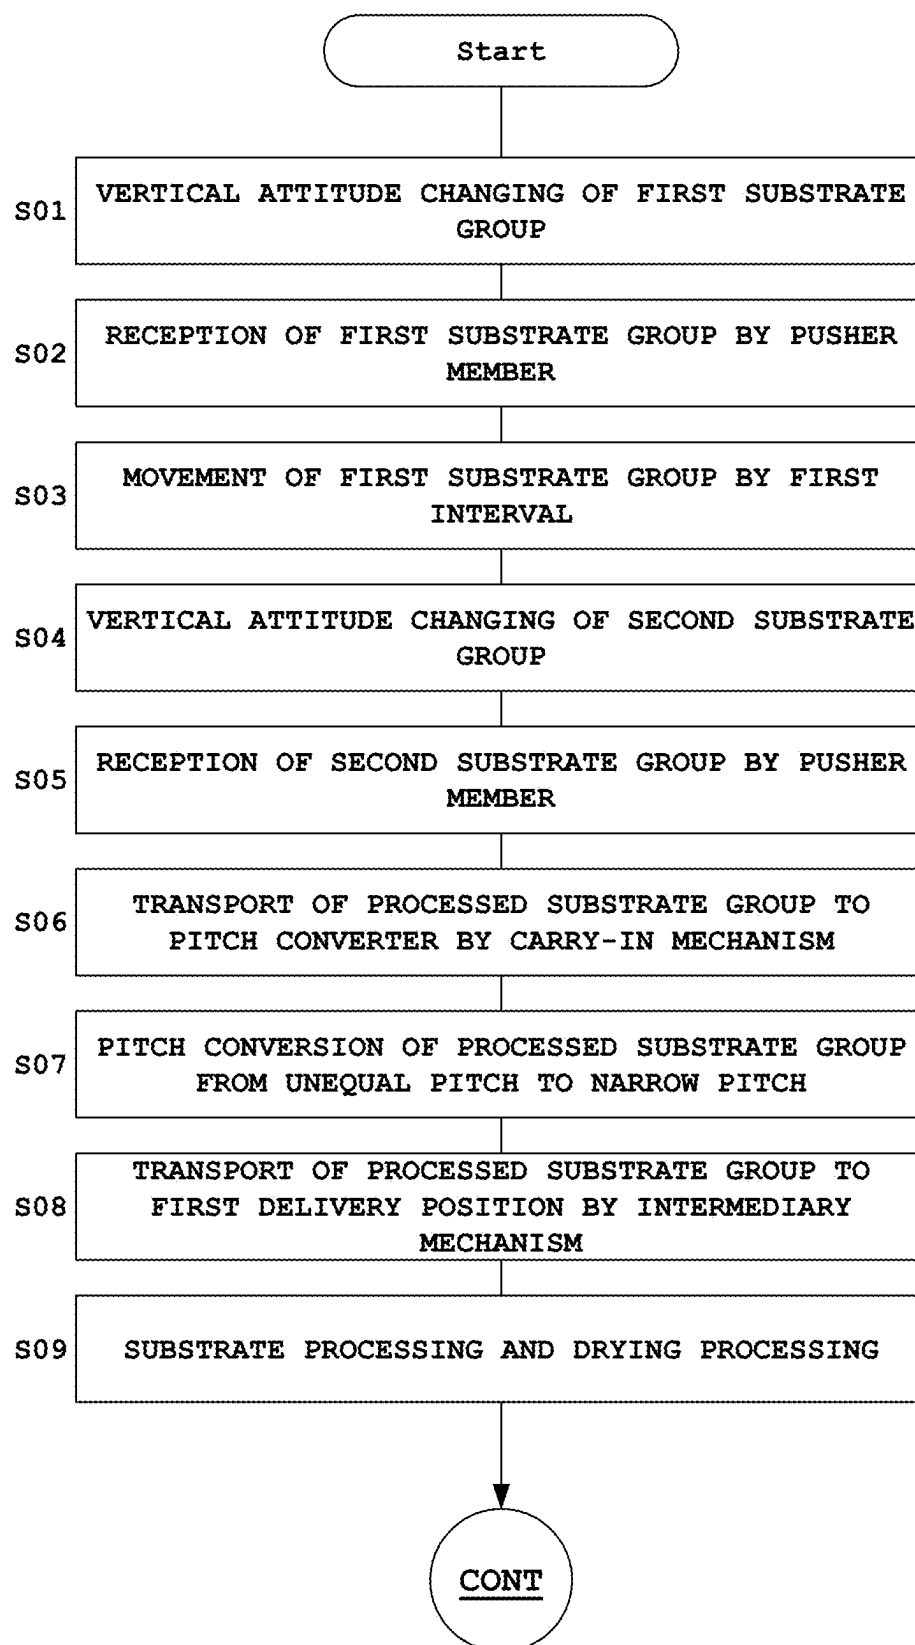 Start
S01
VERTICAL ATTITUDE CHANGING OF FIRST SUBSTRATE
GROUP
S02
RECEPTION OF FIRST SUBSTRATE GROUP BY PUSHER
MEMBER
S03
MOVEMENT OF FIRST SUBSTRATE GROUP BY FIRST
INTERVAL
S04
VERTICAL ATTITUDE CHANGING OF SECOND SUBSTRATE
GROUP
S05
RECEPTION OF SECOND SUBSTRATE GROUP BY PUSHER
MEMBER
S06
TRANSPORT OF PROCESSED SUBSTRATE GROUP TO
PITCH CONVERTER BY CARRY-IN MECHANISM
S07
PITCH CONVERSION OF PROCESSED SUBSTRATE GROUP
FROM UNEQUAL PITCH TO NARROW PITCH
S08
TRANSPORT OF PROCESSED SUBSTRATE GROUP TO
FIRST DELIVERY POSITION BY INTERMEDIARY
MECHANISM
S09
SUBSTRATE PROCESSING AND DRYING PROCESSING
CONT